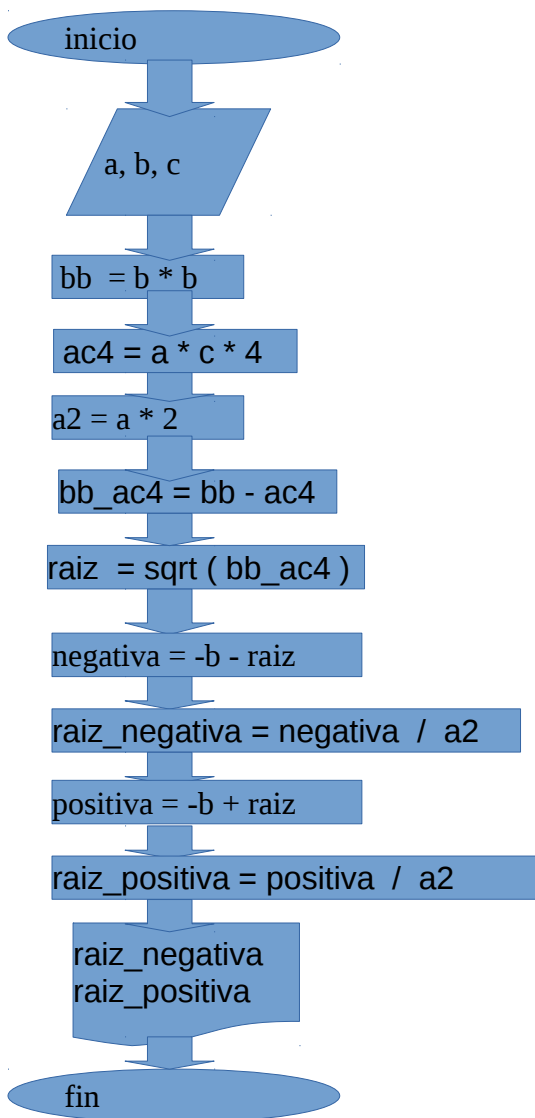 inicio
a, b, c
bb = b * b
ac4 = a * c * 4
a2 = a * 2
bb_ac4 = bb - ac4
raiz = sqrt ( bb_ac4 )
negativa = -b - raiz
raiz_negativa = negativa / a2
positiva = -b + raiz
raiz_positiva = positiva / a2
raiz_negativa
raiz_positiva
fin